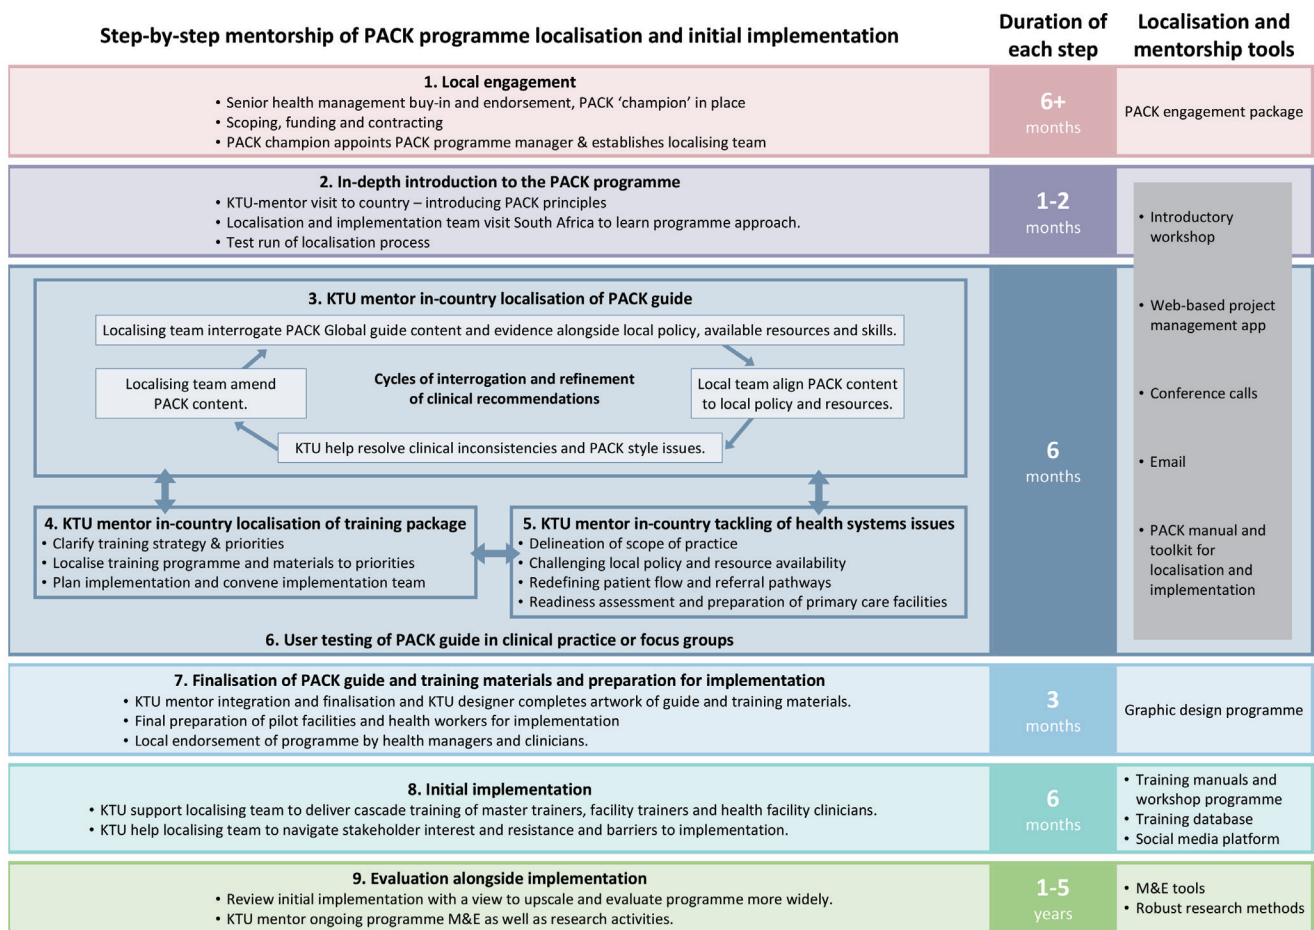 Step-by-step mentorship of PACK programme localisation and initial implementation
Duration of
each step
Localisation and
mentorship tools
1. Local engagement
• Senior health management buy-in and endorsement, PACK ‘champion’ in place
• Scoping, funding and contracting
• PACK champion appoints PACK programme manager & establishes localising team
6+
months
PACK engagement package
2. In-depth introduction to the PACK programme
• KTU-mentor visit to country – introducing PACK principles
• Localisation and implementation team visit South Africa to learn programme approach.
• Test run of localisation process
1-2
months
• Introductory
workshop
• Web-based project
management app
• Conference calls
• Email
• PACK manual and
toolkit for
localisation and
implementation
3. KTU mentor in-country localisation of PACK guide
Localising team interrogate PACK Global guide content and evidence alongside local policy, available resources and skills.
Localising team amend
PACK content.
Cycles of interrogation and refinement
of clinical recommendations
Local team align PACK content
to local policy and resources.
KTU help resolve clinical inconsistencies and PACK style issues.
6
months
4. KTU mentor in-country localisation of training package
• Clarify training strategy & priorities
• Localise training programme and materials to priorities
• Plan implementation and convene implementation team
5. KTU mentor in-country tackling of health systems issues
• Delineation of scope of practice
• Challenging local policy and resource availability
• Redefining patient flow and referral pathways
• Readiness assessment and preparation of primary care facilities
6. User testing of PACK guide in clinical practice or focus groups
7. Finalisation of PACK guide and training materials and preparation for implementation
• KTU mentor integration and finalisation and KTU designer completes artwork of guide and training materials.
• Final preparation of pilot facilities and health workers for implementation
• Local endorsement of programme by health managers and clinicians.
3
months
Graphic design programme
8. Initial implementation
• KTU support localising team to deliver cascade training of master trainers, facility trainers and health facility clinicians.
• KTU help localising team to navigate stakeholder interest and resistance and barriers to implementation.
6
months
• Training manuals and
workshop programme
• Training database
• Social media platform
9. Evaluation alongside implementation
• Review initial implementation with a view to upscale and evaluate programme more widely.
• KTU mentor ongoing programme M&E as well as research activities.
1-5
years
• M&E tools
• Robust research methods